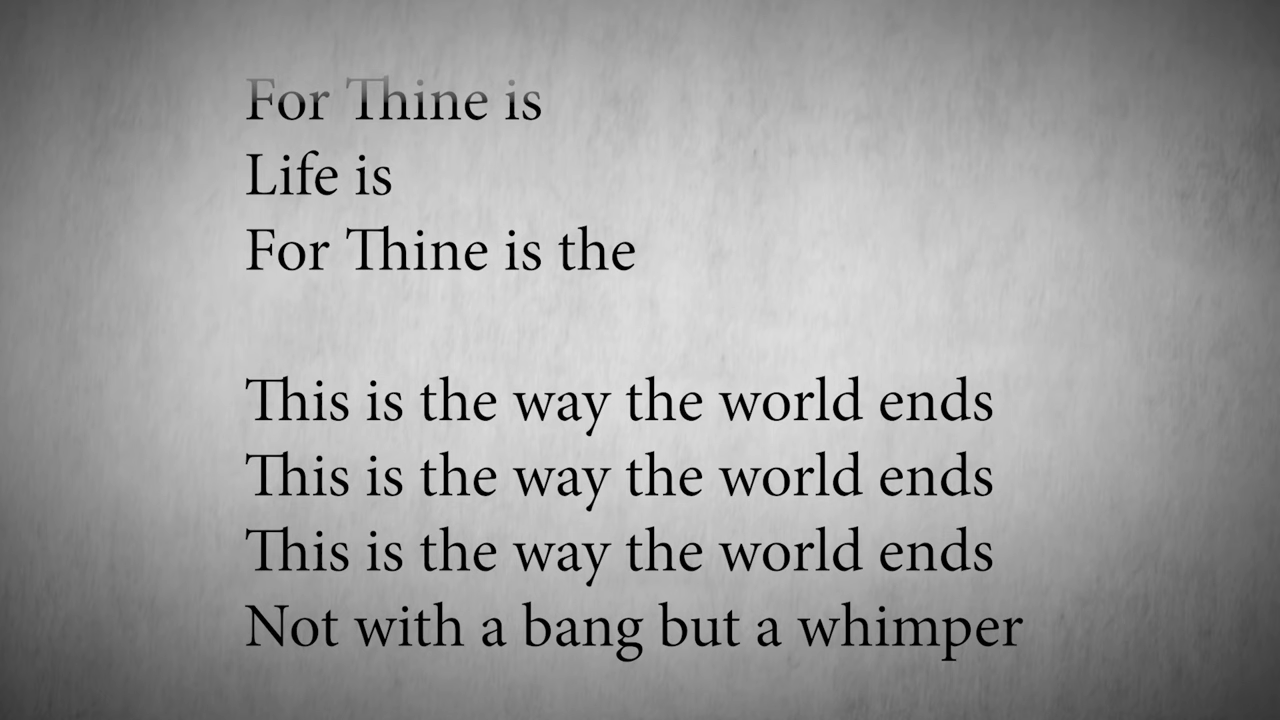 For Thine is
Life is
For Thine is the

This is the way the world ends
This is the way the world ends
This is the way the world ends
Not with a bang but a whimper